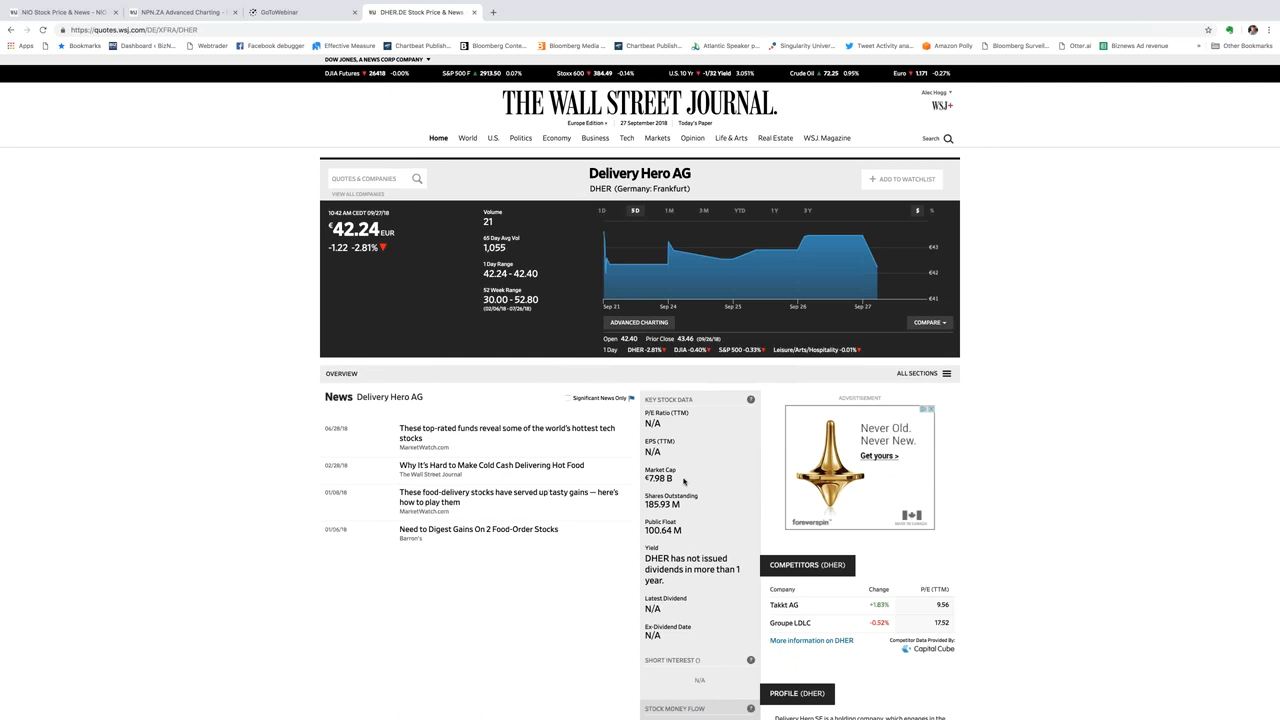 NIO Stock Price & News - NIO
NPN.ZA Advanced Charting -
GoToWebinar
DHER.DE Stock Price & News
https://quotes.wsj.com/DE/XFRA/DHER
Apps
Bookmarks
Dashboard ‹ BizN...
Webtrader
Facebook debugger
Effective Measure
Chartbeat Publish...
Bloomberg Conte...
Bloomberg Media ...
Chartbeat Publish...
Atlantic Speaker p...
Singularity Univer...
Tweet Activity ana...
Amazon Polly
Bloomberg Surveil...
Otter.ai
Biznews Ad revenue
»
Other Bookmarks
DOW JONES, A NEWS CORP COMPANY
DJIA Futures 26418 -0.00%
S&P 500 F 2913.50 0.07%
Stoxx 600 384.49 -0.14%
U.S. 10 Yr -1/32 Yield 3.051%
Crude Oil 72.25 0.95%
Euro 1.171 -0.27%
THE WALL STREET JOURNAL.
Alec Hogg
WSJ+
Europe Edition 27 September 2018 Today's Paper
Home World U.S. Politics Economy Business Tech Markets Opinion Life & Arts Real Estate WSJ. Magazine
Search
QUOTES & COMPANIES
VIEW ALL COMPANIES
Delivery Hero AG
DHER (Germany: Frankfurt)
+ ADD TO WATCHLIST
10:42 AM CEDT 09/27/18
€42.24 EUR
-1.22 -2.81%
Volume
21
65 Day Avg Vol
1,055
1 Day Range
42.24 - 42.40
52 Week Range
30.00 - 52.80
(02/06/18 - 07/26/18)
1D 5D 1M 3M YTD 1Y 3Y $ %
€43
€42
€41
Sep 21 Sep 24 Sep 25 Sep 26 Sep 27
ADVANCED CHARTING
COMPARE
Open 42.40 Prior Close 43.46 (09/26/18)
1 Day DHER -2.81% DJIA -0.40% S&P 500 -0.33% Leisure/Arts/Hospitality -0.01%
OVERVIEW
ALL SECTIONS
News Delivery Hero AG
Significant News Only
06/28/18
These top-rated funds reveal some of the world's hottest tech
stocks
MarketWatch.com
02/28/18
Why It's Hard to Make Cold Cash Delivering Hot Food
The Wall Street Journal
01/08/18
These food-delivery stocks have served up tasty gains — here's
how to play them
MarketWatch.com
01/06/18
Need to Digest Gains On 2 Food-Order Stocks
Barron's
KEY STOCK DATA
?
P/E Ratio (TTM)
N/A
EPS (TTM)
N/A
Market Cap
€7.98 B
Shares Outstanding
185.93 M
Public Float
100.64 M
Yield
DHER has not issued
dividends in more than 1
year.
Latest Dividend
N/A
Ex-Dividend Date
N/A
SHORT INTEREST ()
?
N/A
STOCK MONEY FLOW
?
ADVERTISEMENT
Never Old.
Never New.
Get yours >
foreverspin™
MADE IN CANADA
COMPETITORS (DHER)
Company Change P/E (TTM)
Takkt AG +1.83% 9.56
Groupe LDLC -0.52% 17.52
More information on DHER
Competitor Data Provided By:
Capital Cube
PROFILE (DHER)
Delivery Hero SE is a holding company, which engages in the